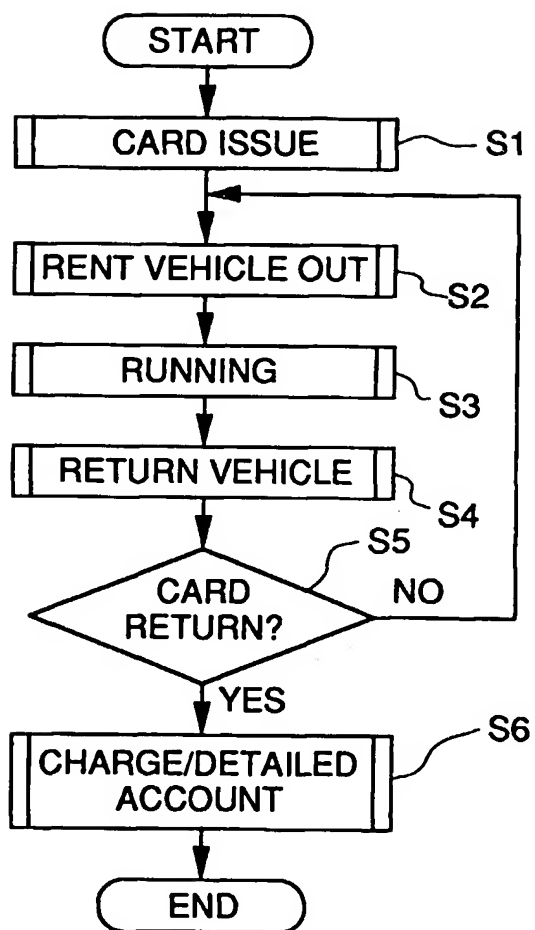 START
CARD ISSUE
S1
RENT VEHICLE OUT
S2
RUNNING
S3
RETURN VEHICLE
S4
S5
CARD
RETURN?
NO
YES
S6
CHARGE/DETAILED
ACCOUNT
END